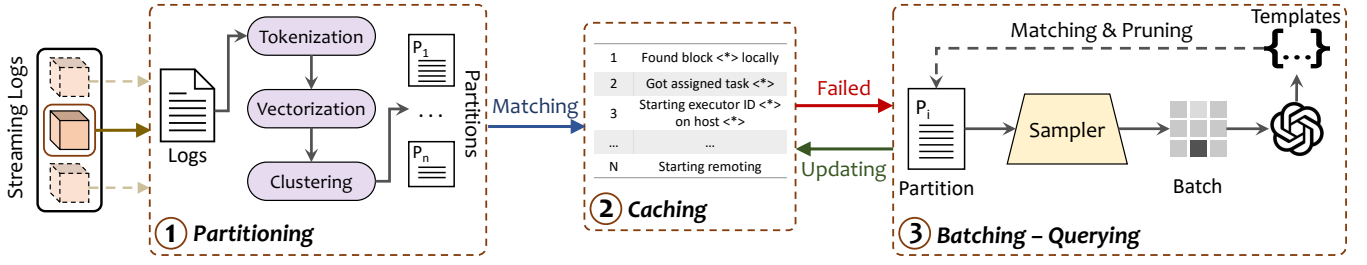 Streaming Logs
Logs
Tokenization
Vectorization
Clustering
P1
...
Pn
Partitions
1 Partitioning
Matching
1 Found block <*> locally
2 Got assigned task <*>
3 Starting executor ID <*>
on host <*>
... ...
N Starting remoting
2 Caching
Failed
Updating
Templates
{...}
Matching & Pruning
Pi
Partition
Sampler
Batch
3 Batching – Querying